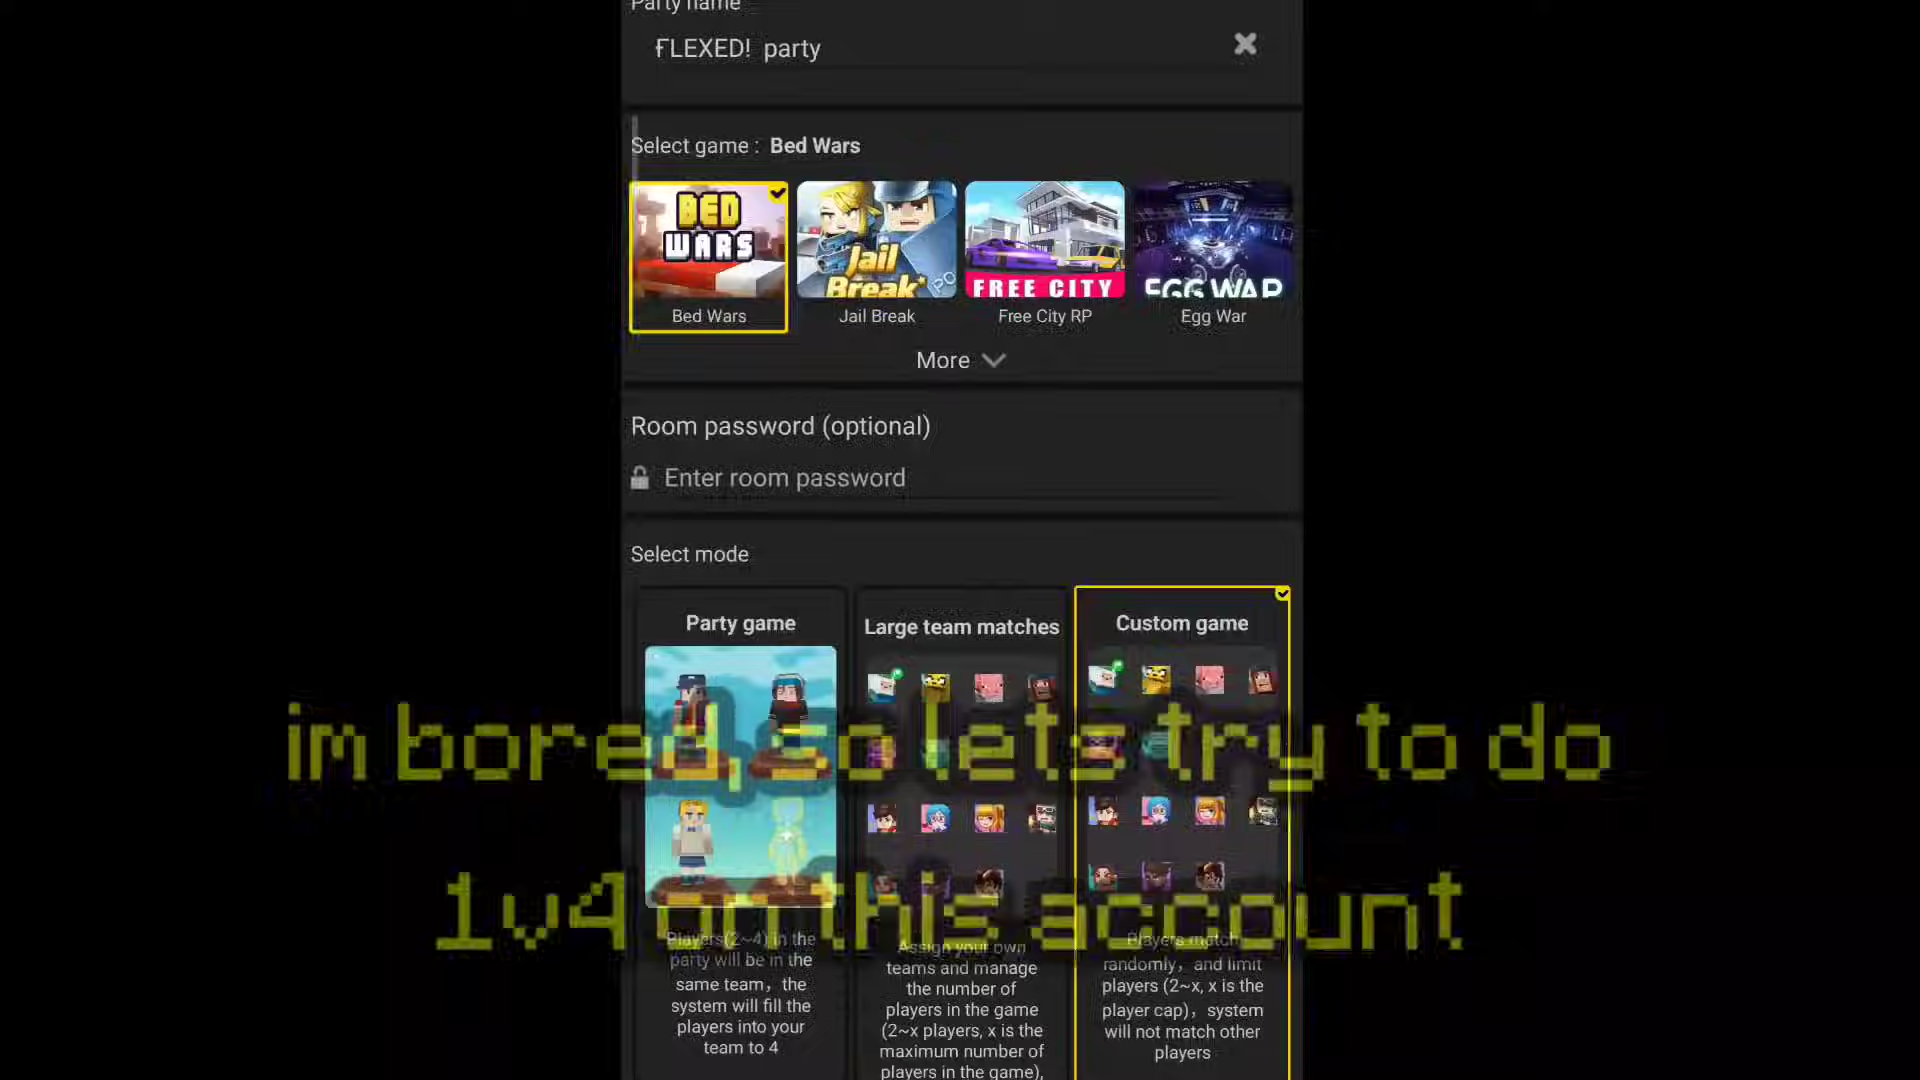 Party name
FLEXED! party
Select game : Bed Wars
BED
WARS
Jail
Break
FREE CITY
EGG WAR
Bed Wars
Jail Break
Free City RP
Egg War
More
Room password (optional)
Enter room password
Select mode
Party game
Large team matches
Custom game
im bored, so lets try to do
1v4 on this account
Players(2~4) in the
party will be in the
same team, the
system will fill the
players into your
team to 4
Assign your own
teams and manage
the number of
players in the game
(2~x players, x is the
maximum number of
players in the game),
Players match
randomly, and limit
players (2~x, x is the
player cap), system
will not match other
players